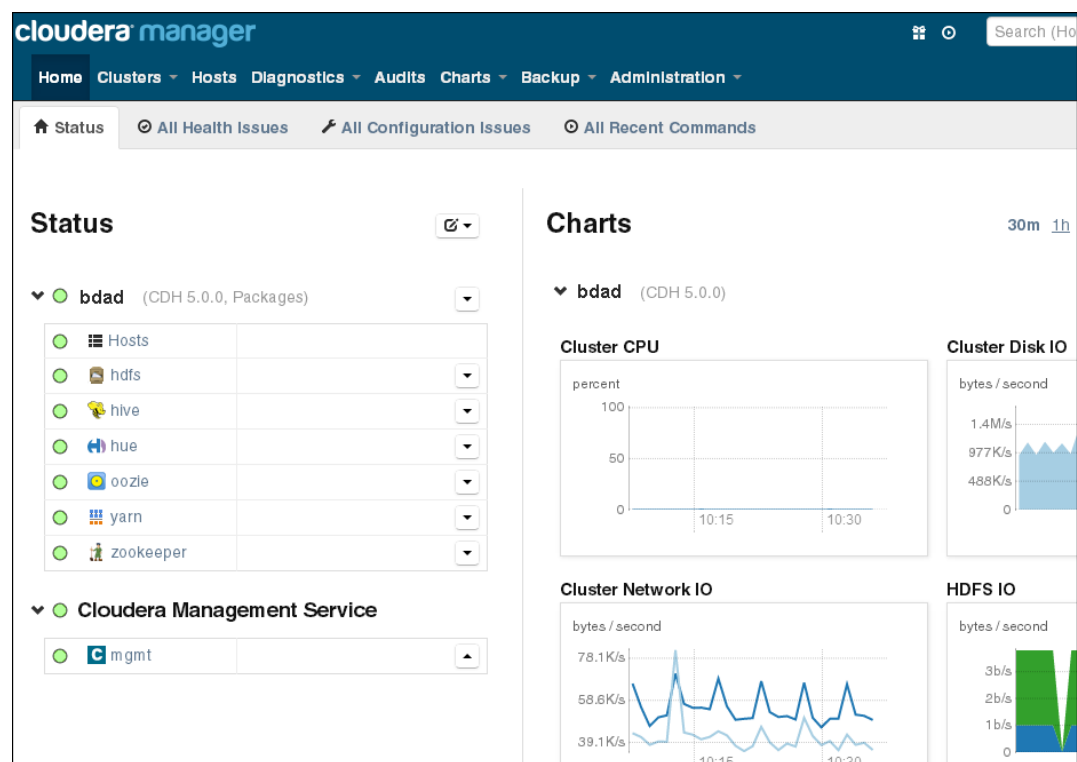 cloudera manager
Search (Ho
Home Clusters Hosts Diagnostics Audits Charts Backup Administration
Status All Health Issues All Configuration Issues All Recent Commands
Status
bdad (CDH 5.0.0, Packages)
Hosts
hdfs
hive
hue
oozie
yarn
zookeeper
Cloudera Management Service
C mgmt
Charts
30m 1h
bdad (CDH 5.0.0)
Cluster CPU
percent
100
50
0
10:15 10:30
Cluster Disk IO
bytes / second
1.4M/s
977K/s
488K/s
0
Cluster Network IO
bytes / second
78.1K/s
58.6K/s
39.1K/s
10:15 10:30
HDFS IO
bytes / second
3b/s
2b/s
1b/s
0